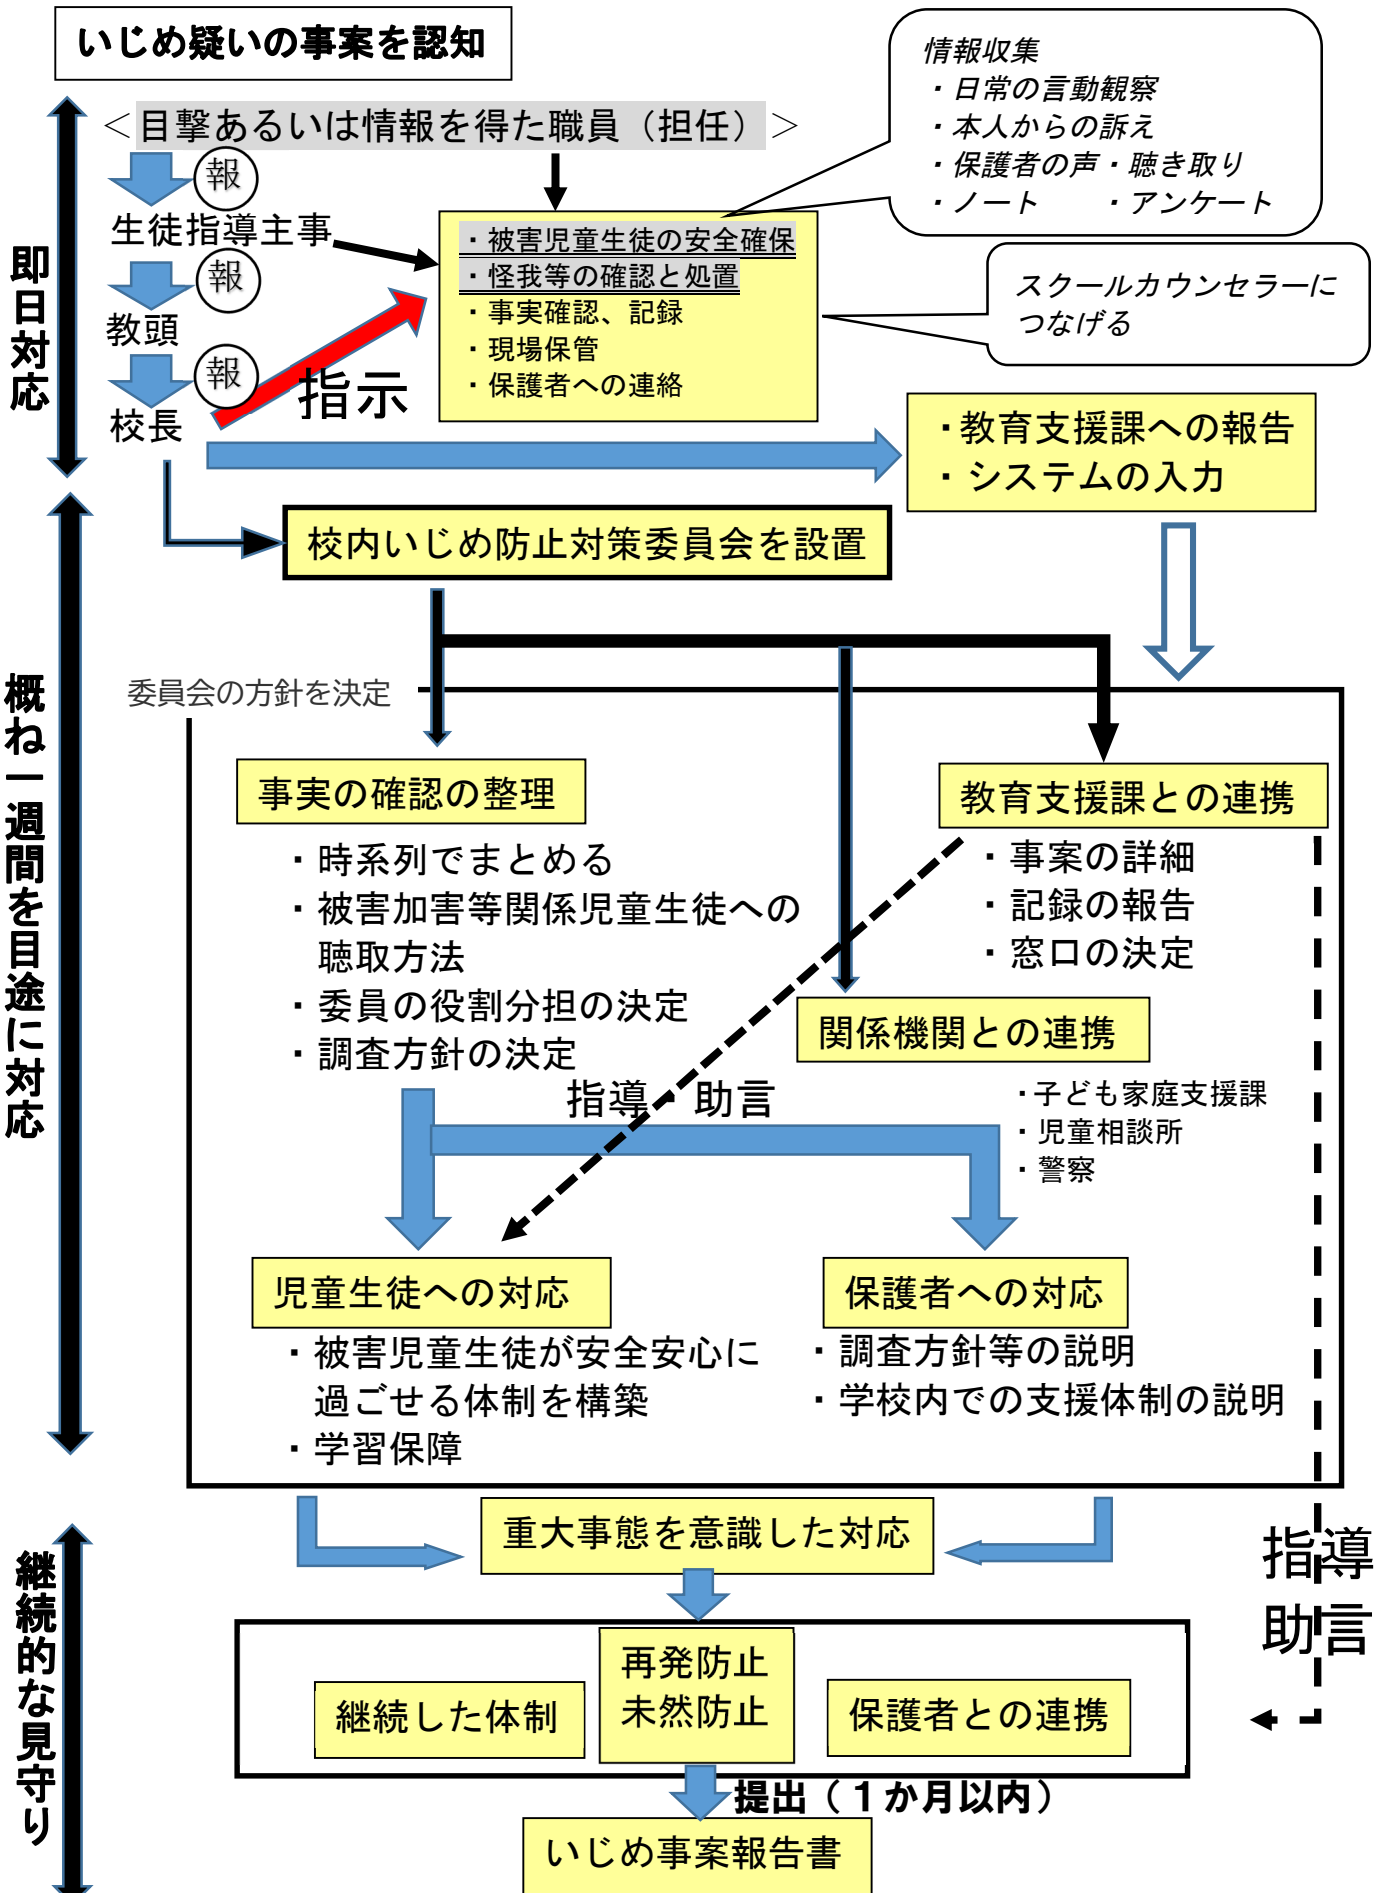 いじめ疑いの事案を認知
情報収集
・日常の言動観察
・本人からの訴え
・保護者の声・聴き取り
・ノート　　・アンケート
＜目撃あるいは情報を得た職員（担任）＞
報
生徒指導主事
報
教頭
報
校長
指示
・被害児童生徒の安全確保
・怪我等の確認と処置
・事実確認、記録
・現場保管
・保護者への連絡
スクールカウンセラーに
つなげる
・教育支援課への報告
・システムの入力
即日対応
校内いじめ防止対策委員会を設置
概ね一週間を目途に対応
委員会の方針を決定
事実の確認の整理
・時系列でまとめる
・被害加害等関係児童生徒への
聴取方法
・委員の役割分担の決定
・調査方針の決定
教育支援課との連携
・事案の詳細
・記録の報告
・窓口の決定
関係機関との連携
・子ども家庭支援課
・児童相談所
・警察
指導・助言
児童生徒への対応
・被害児童生徒が安全安心に
過ごせる体制を構築
・学習保障
保護者への対応
・調査方針等の説明
・学校内での支援体制の説明
継続的な見守り
重大事態を意識した対応
指導
助言
継続した体制
再発防止
未然防止
保護者との連携
提出（１か月以内）
いじめ事案報告書